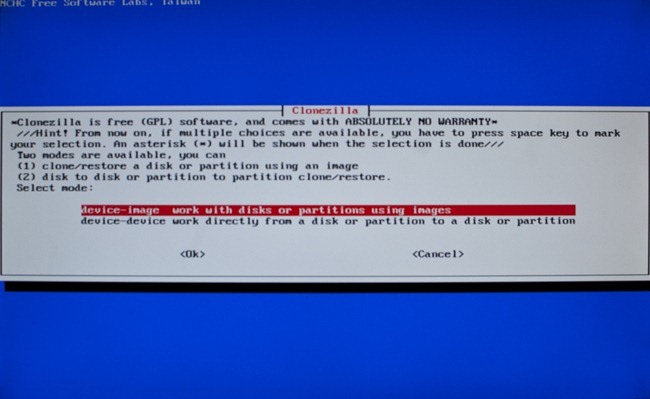 NCHC Free Software Labs, Taiwan
Clonezilla
*Clonezilla is free (GPL) software, and comes with ABSOLUTELY NO WARRANTY*
///Hint! From now on, if multiple choices are available, you have to press space key to mark
your selection. An asterisk (*) will be shown when the selection is done///
Two modes are available, you can
(1) clone/restore a disk or partition using an image
(2) disk to disk or partition to partition clone/restore.
Select mode:
device-image work with disks or partitions using images
device-device work directly from a disk or partition to a disk or partition
<Ok> <Cancel>